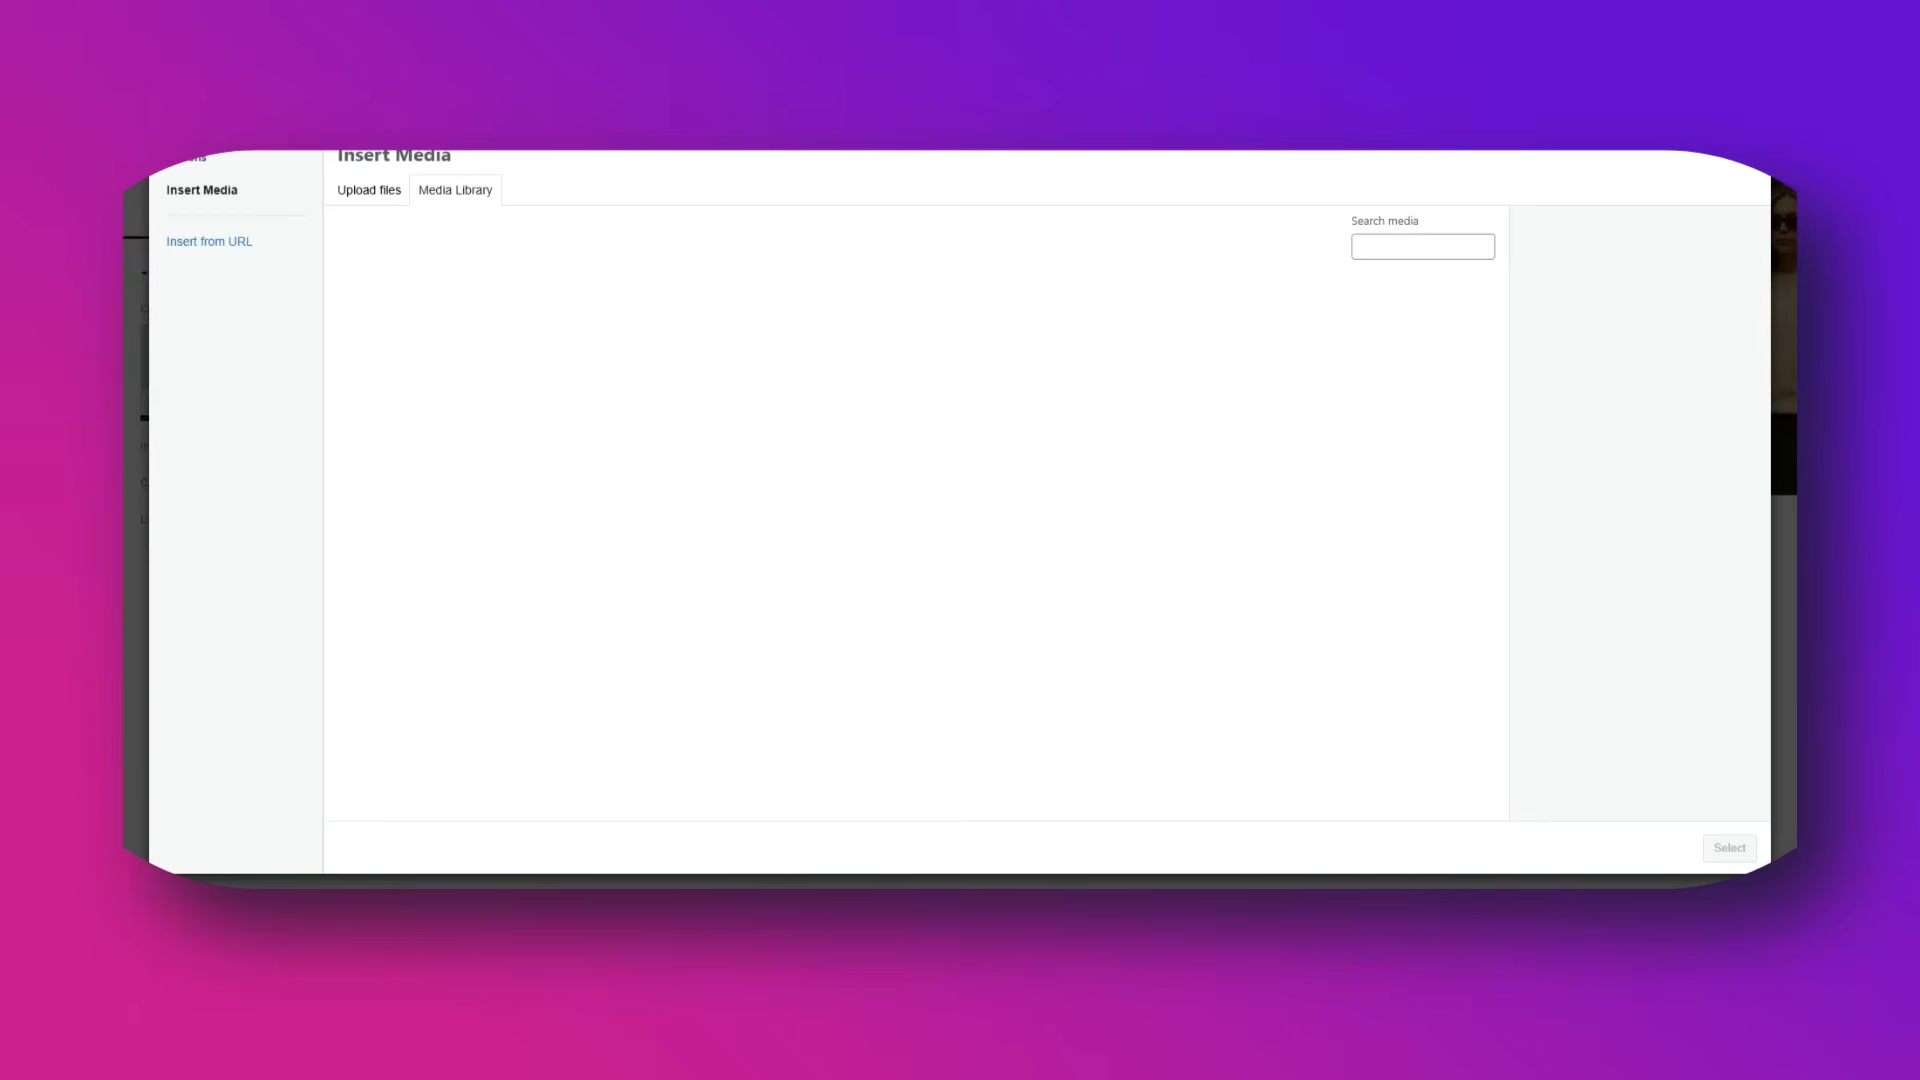 Insert Media
Insert Media
Upload files
Media Library
Insert from URL
Search media
Select